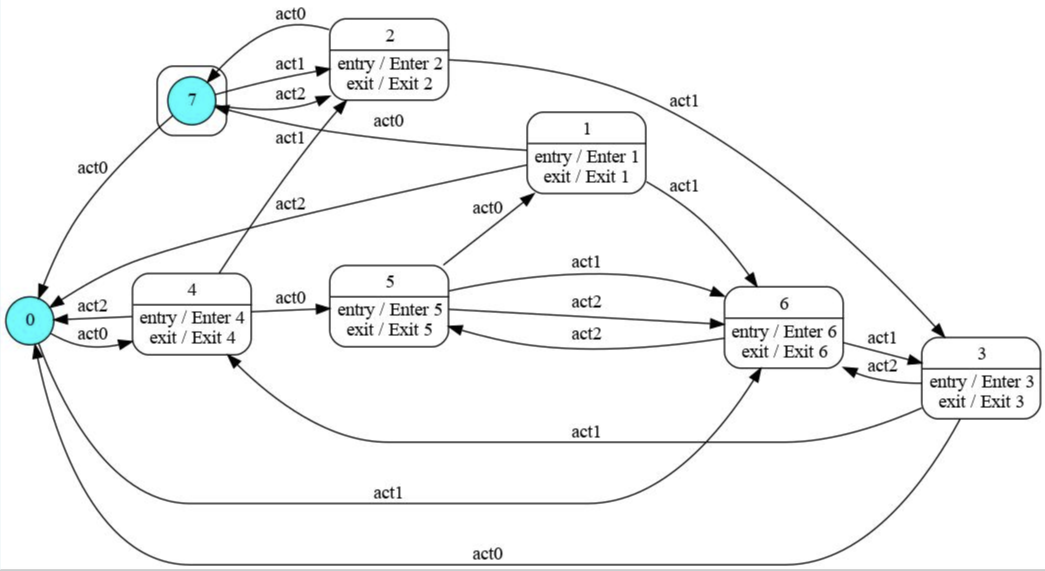 act0
2
entry / Enter 2
exit / Exit 2
act1
act2
7
act1
act0
1
entry / Enter 1
exit / Exit 1
act1
act0
act1
act2
act0
4
entry / Enter 4
exit / Exit 4
act0
5
entry / Enter 5
exit / Exit 5
act1
act2
act2
6
entry / Enter 6
exit / Exit 6
0
act2
act0
act1
act2
3
entry / Enter 3
exit / Exit 3
act1
act1
act0